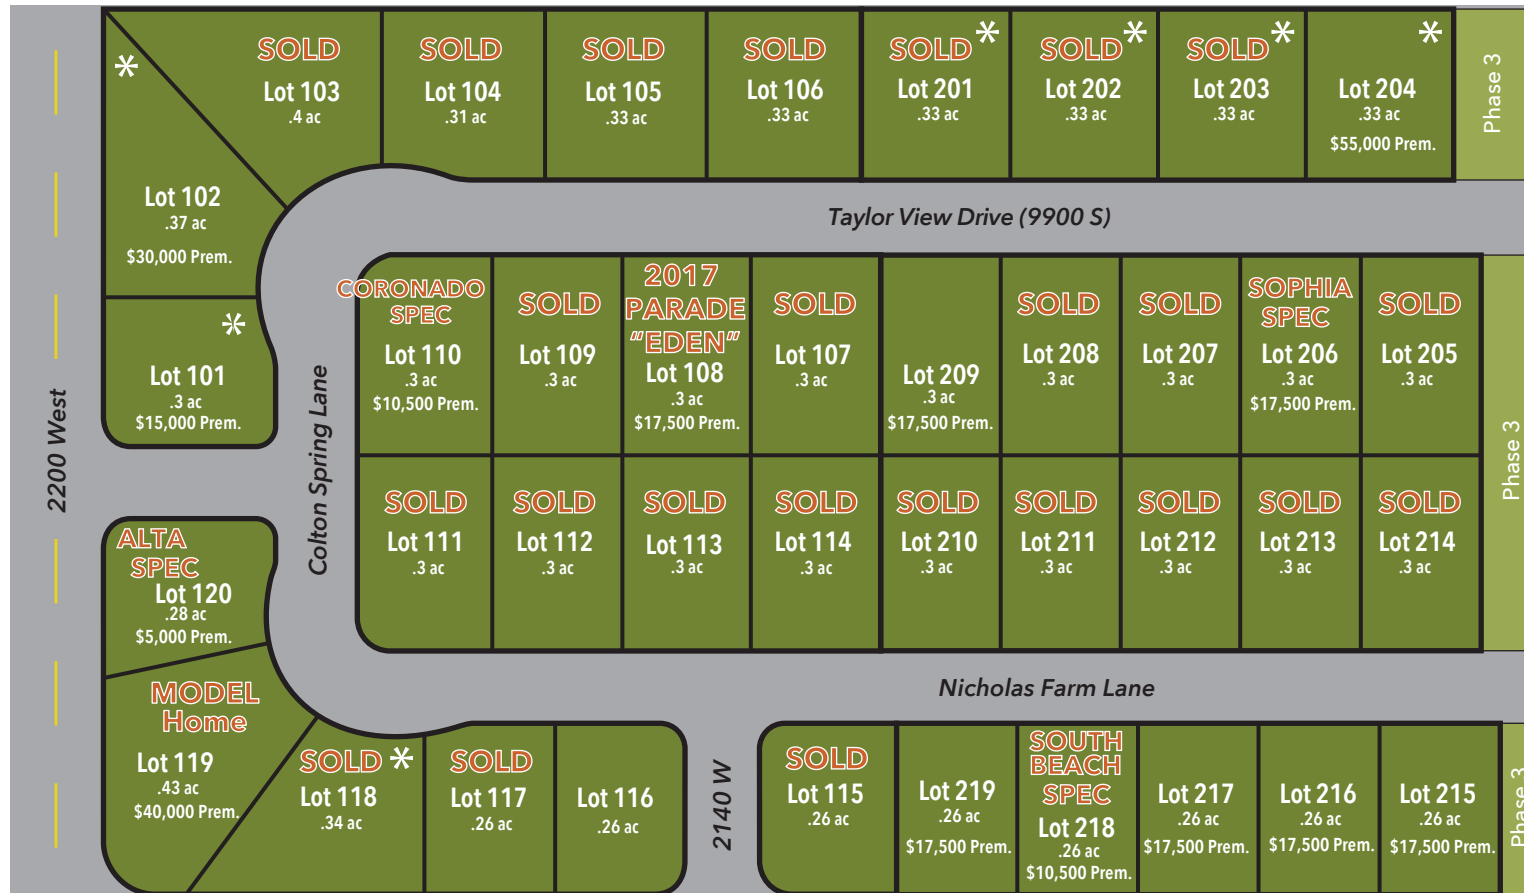 *
SOLD
Lot 103
.4 ac
SOLD
Lot 104
.31 ac
SOLD
Lot 105
.33 ac
SOLD
Lot 106
.33 ac
SOLD *
Lot 201
.33 ac
SOLD *
Lot 202
.33 ac
SOLD *
Lot 203
.33 ac
*
Lot 204
.33 ac
$55,000 Prem.
Phase 3
Lot 102
.37 ac
$30,000 Prem.
Taylor View Drive (9900 S)
*
Lot 101
.3 ac
$15,000 Prem.
2200 West
Colton Spring Lane
CORONADO
SPEC
Lot 110
.3 ac
$10,500 Prem.
SOLD
Lot 109
.3 ac
2017
PARADE
“EDEN”
Lot 108
.3 ac
$17,500 Prem.
SOLD
Lot 107
.3 ac
Lot 209
.3 ac
$17,500 Prem.
SOLD
Lot 208
.3 ac
SOLD
Lot 207
.3 ac
SOPHIA
SPEC
Lot 206
.3 ac
$17,500 Prem.
SOLD
Lot 205
.3 ac
Phase 3
SOLD
Lot 111
.3 ac
SOLD
Lot 112
.3 ac
SOLD
Lot 113
.3 ac
SOLD
Lot 114
.3 ac
SOLD
Lot 210
.3 ac
SOLD
Lot 211
.3 ac
SOLD
Lot 212
.3 ac
SOLD
Lot 213
.3 ac
SOLD
Lot 214
.3 ac
ALTA
SPEC
Lot 120
.28 ac
$5,000 Prem.
Nicholas Farm Lane
MODEL
Home
Lot 119
.43 ac
$40,000 Prem.
SOLD *
Lot 118
.34 ac
SOLD
Lot 117
.26 ac
Lot 116
.26 ac
2140 W
SOLD
Lot 115
.26 ac
Lot 219
.26 ac
$17,500 Prem.
SOUTH
BEACH
SPEC
Lot 218
.26 ac
$10,500 Prem.
Lot 217
.26 ac
$17,500 Prem.
Lot 216
.26 ac
$17,500 Prem.
Lot 215
.26 ac
$17,500 Prem.
Phase 3